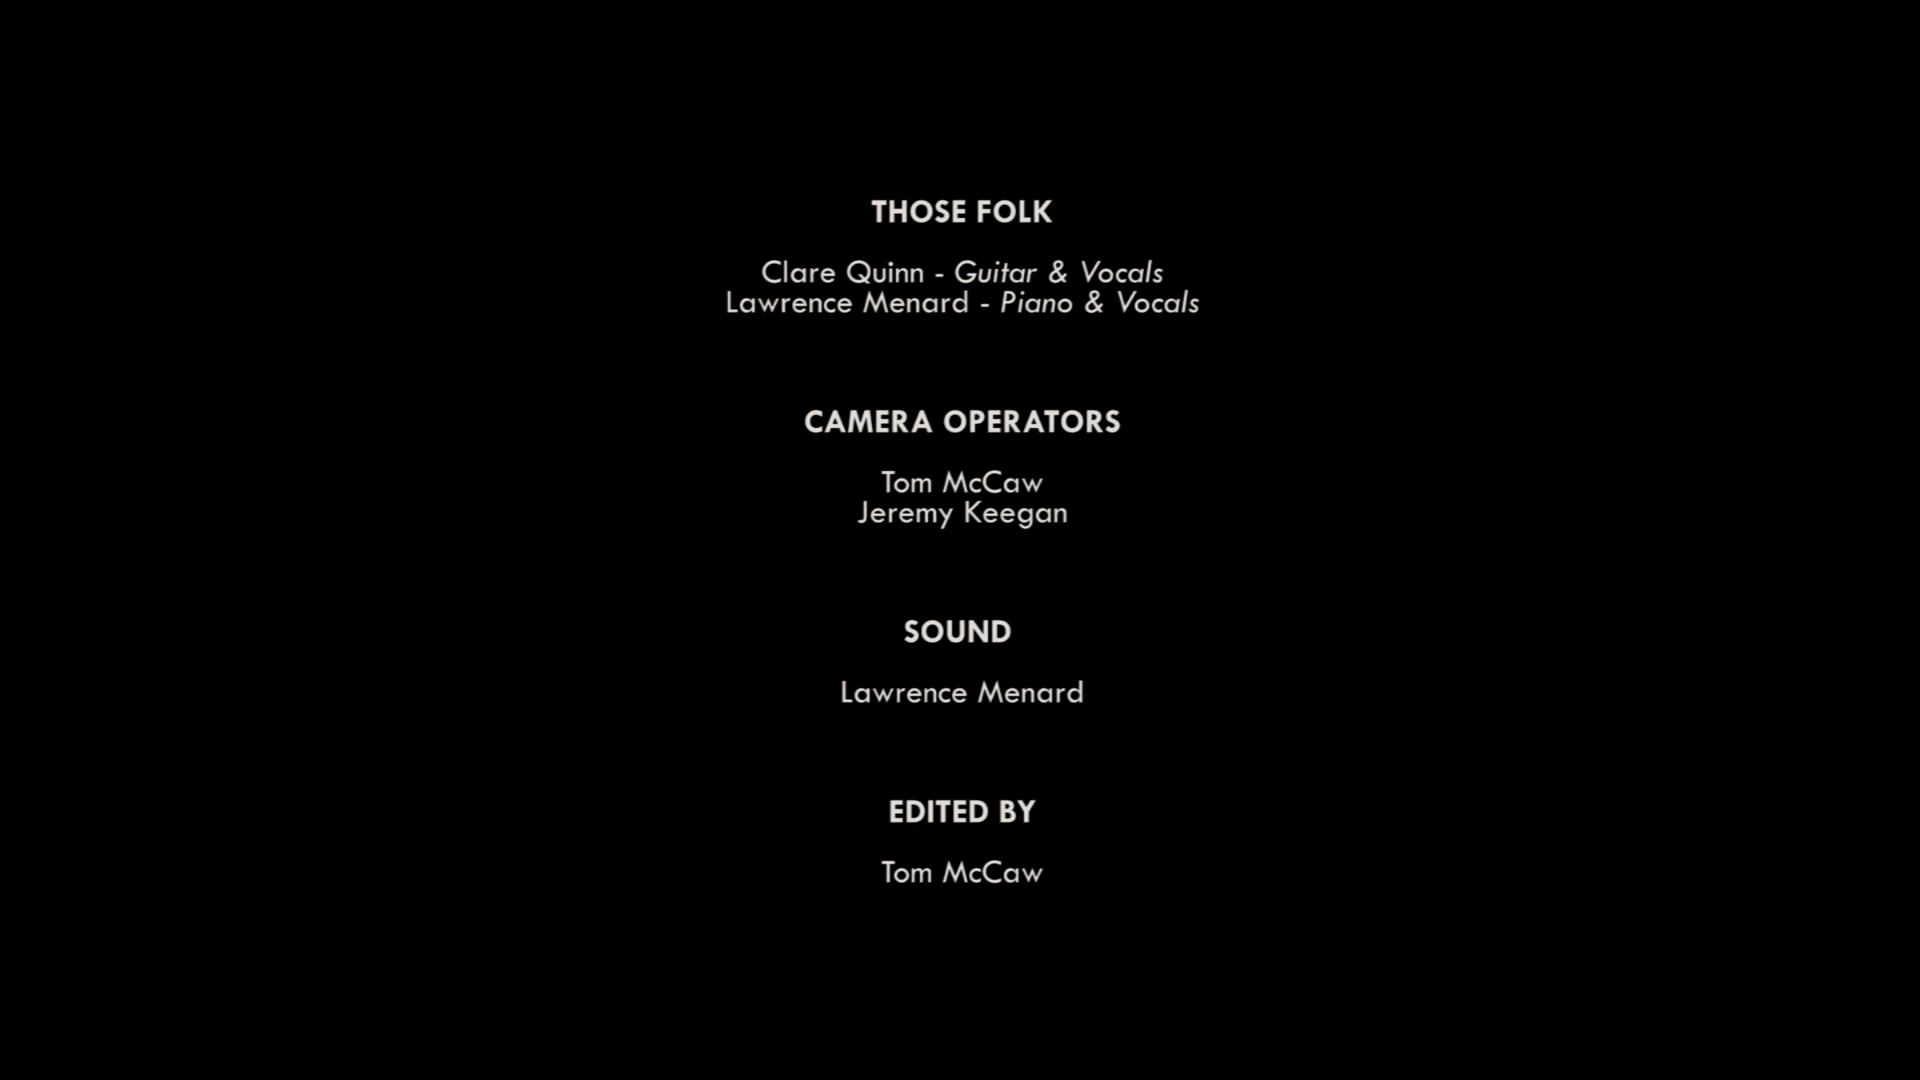 THOSE FOLK
Clare Quinn - Guitar & Vocals
Lawrence Menard - Piano & Vocals
CAMERA OPERATORS
Tom McCaw
Jeremy Keegan
SOUND
Lawrence Menard
EDITED BY
Tom McCaw